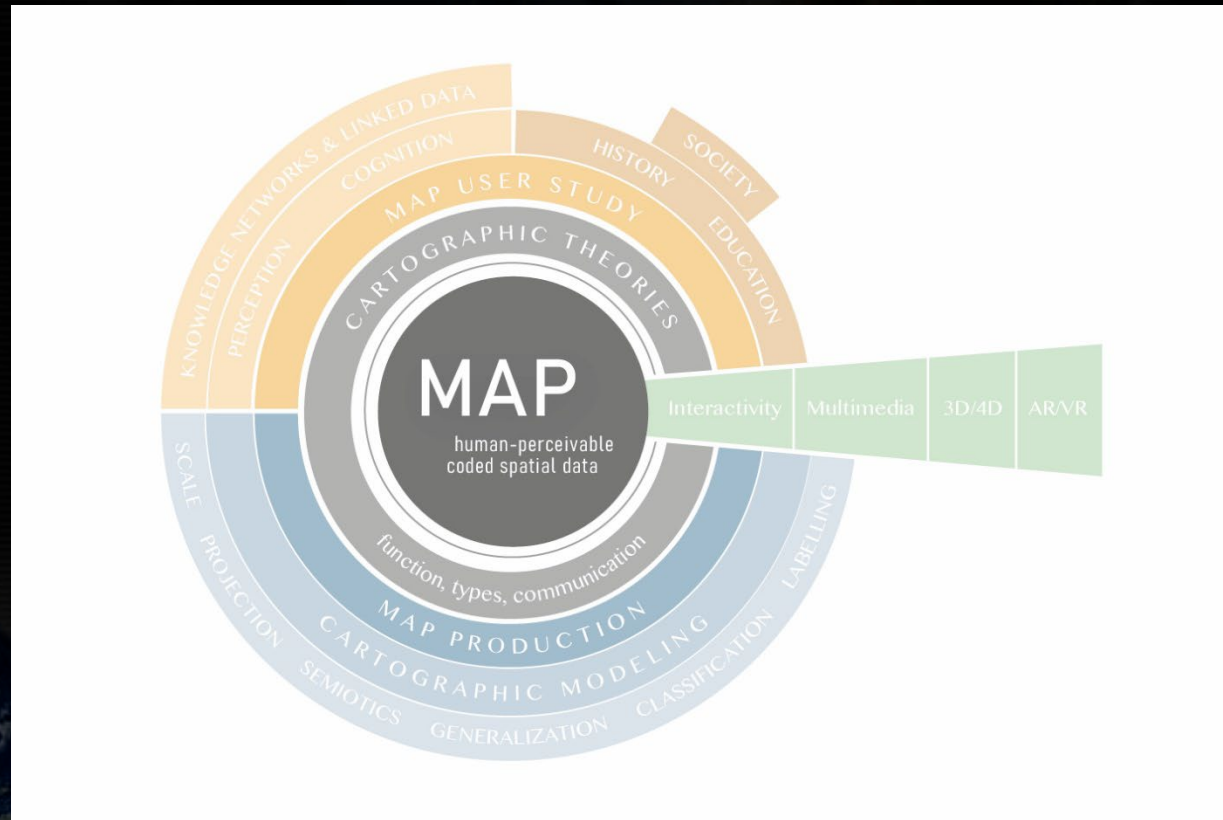 KNOWLEDGE NETWORKS & LINKED DATA
PERCEPTION
COGNITION
HISTORY
SOCIETY
EDUCATION
MAP USER STUDY
CARTOGRAPHIC THEORIES
MAP
human-perceivable
coded spatial data
Interactivity
Multimedia
3D/4D
AR/VR
function, types, communication
MAP PRODUCTION
CARTOGRAPHIC MODELING
SCALE
PROJECTION
SEMIOTICS
GENERALIZATION
CLASSIFICATION
LABELLING